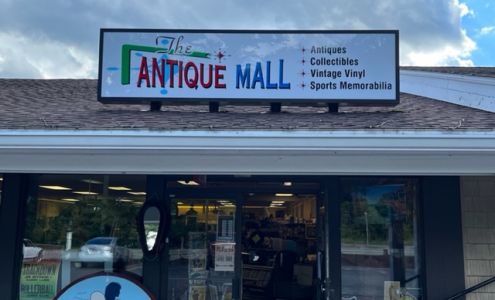 The
ANTIQUE MALL
Antiques
Collectibles
Vintage Vinyl
Sports Memorabilia